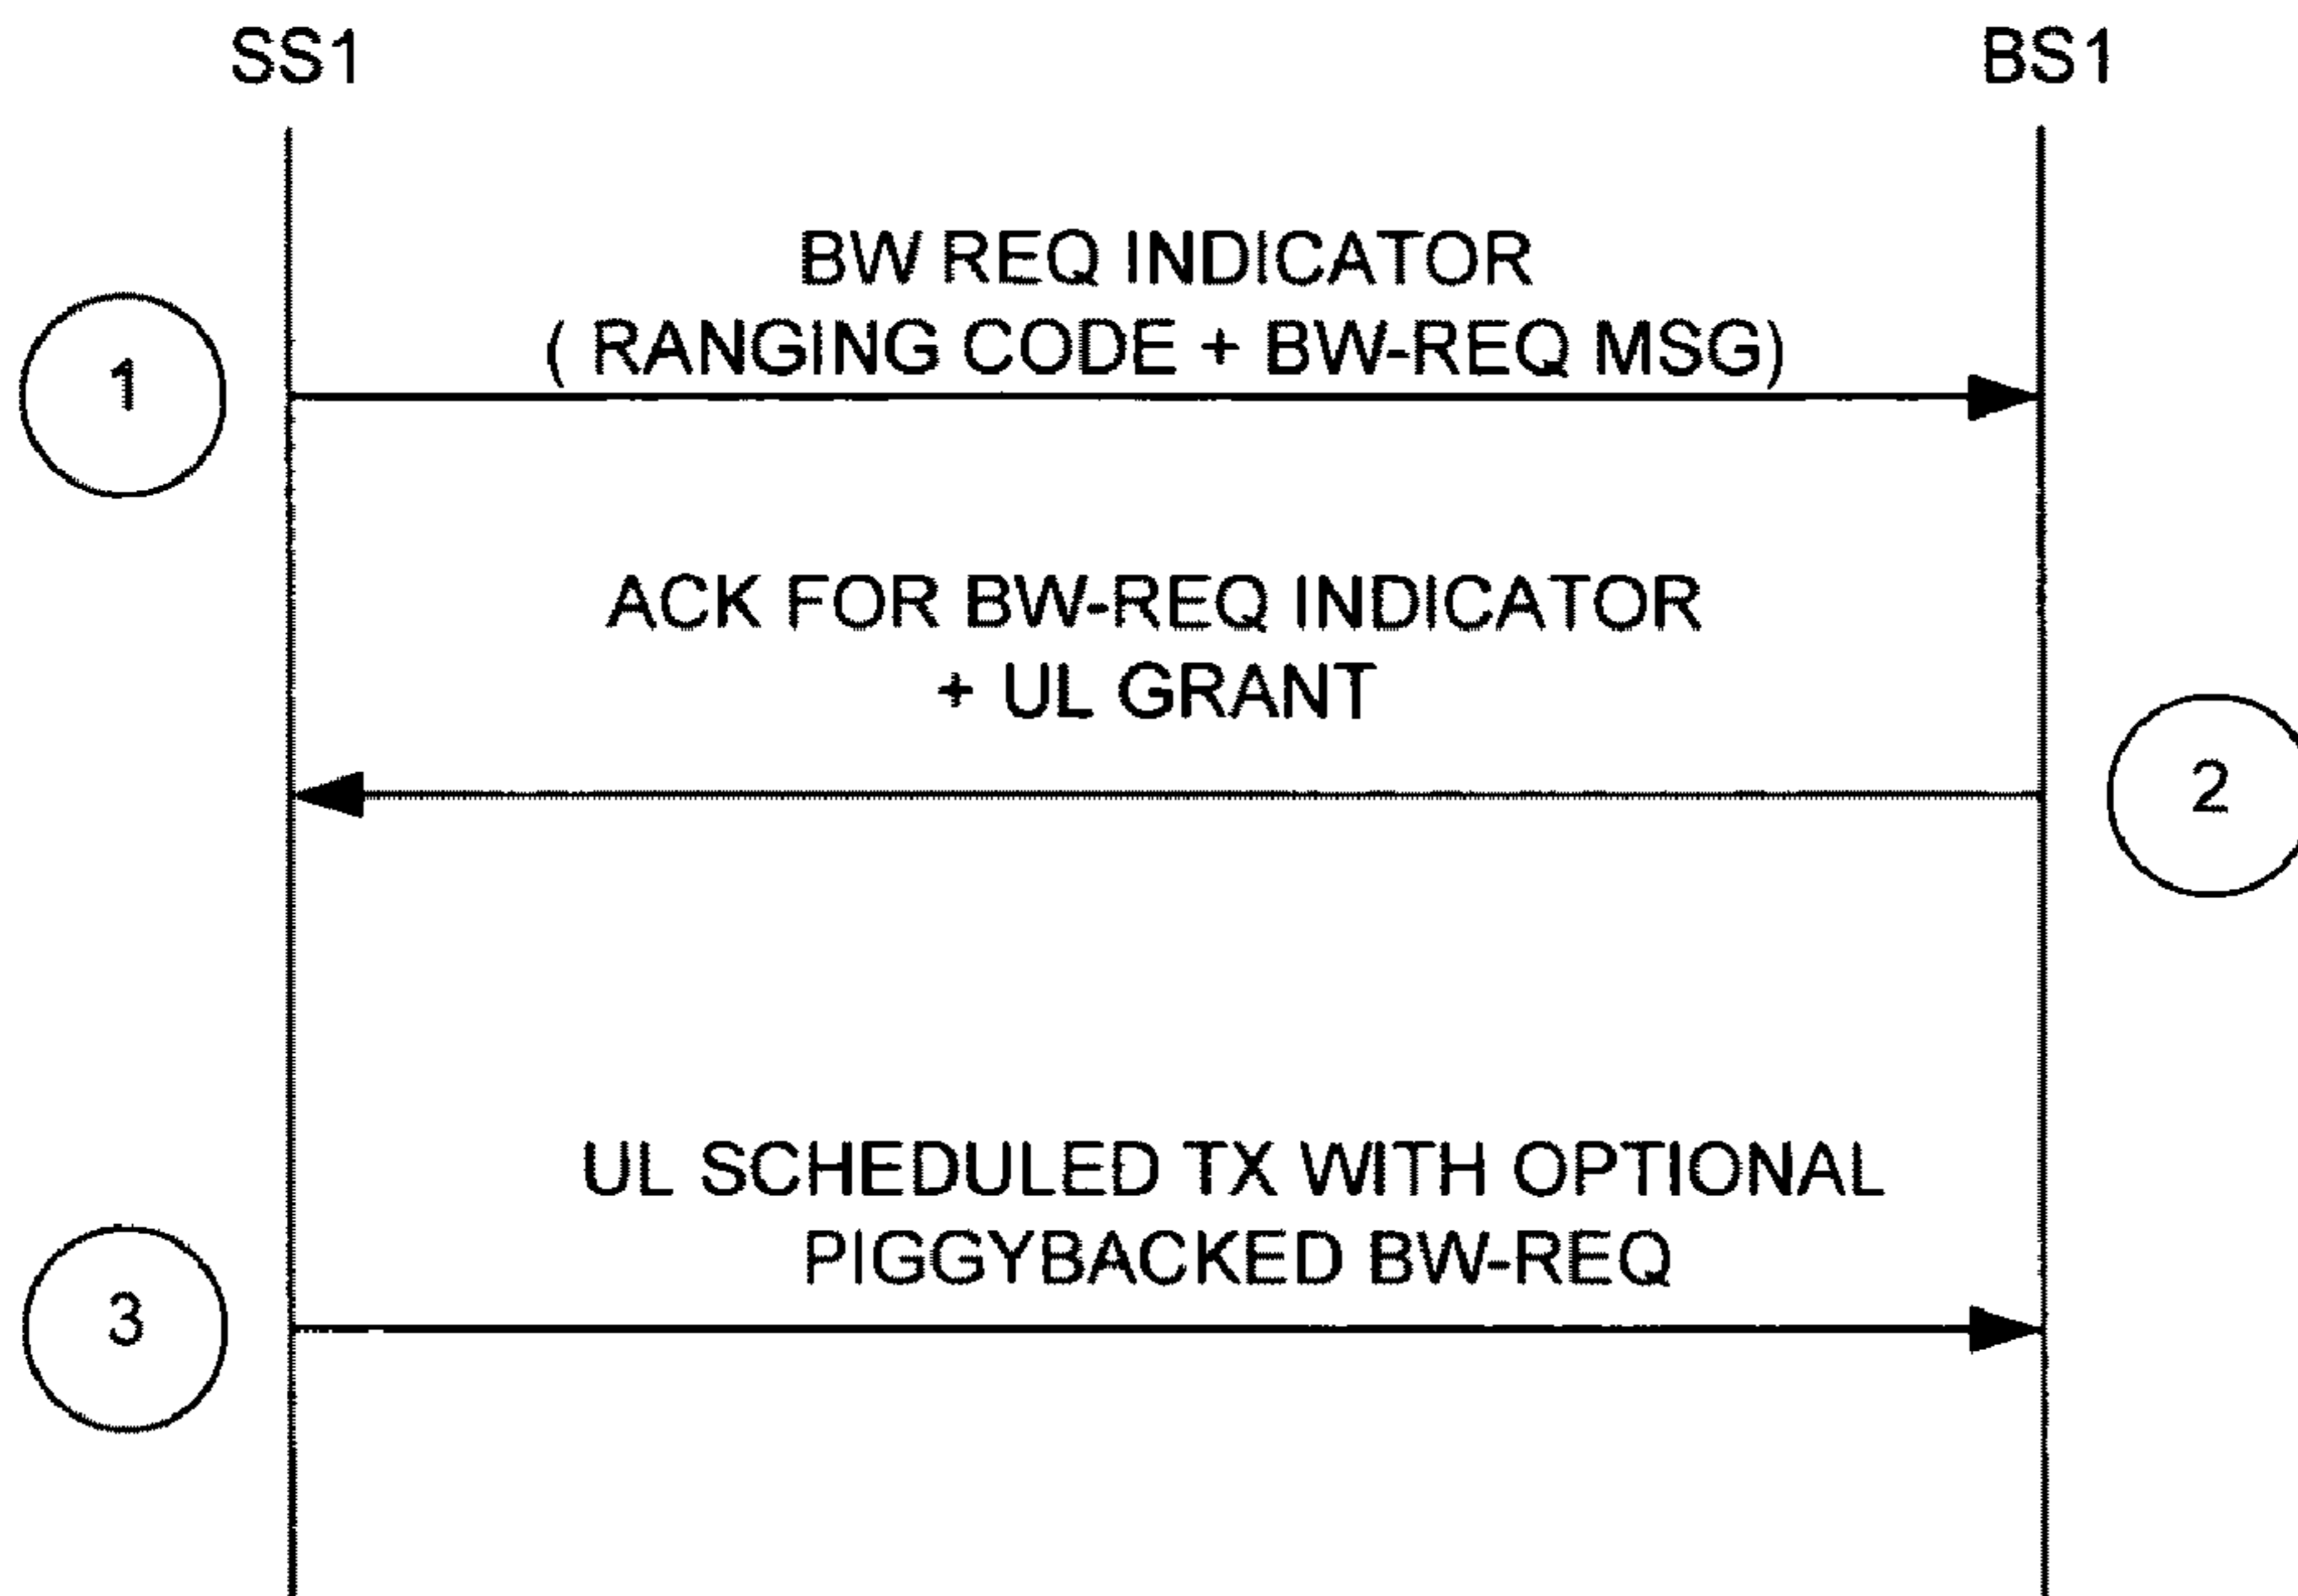 SS1
BS1
BW REQ INDICATOR
( RANGING CODE + BW-REQ MSG)
1
ACK FOR BW-REQ INDICATOR
+ UL GRANT
2
UL SCHEDULED TX WITH OPTIONAL
PIGGYBACKED BW-REQ
3